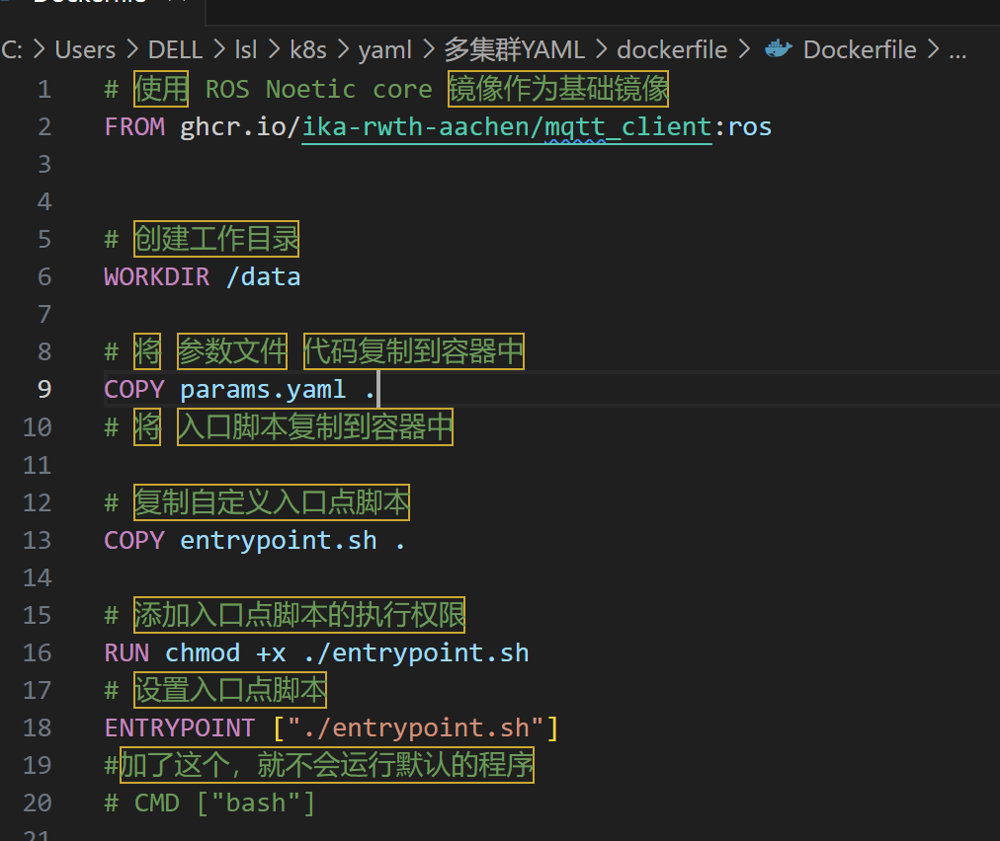 C: > Users > DELL > lsl > k8s > yaml > 多集群YAML > dockerfile > Dockerfile > ...
1 # 使用 ROS Noetic core 镜像作为基础镜像
2 FROM ghcr.io/ika-rwth-aachen/mqtt_client:ros
3
4
5 # 创建工作目录
6 WORKDIR /data
7
8 # 将 参数文件 代码复制到容器中
9 COPY params.yaml .
10 # 将 入口脚本复制到容器中
11
12 # 复制自定义入口点脚本
13 COPY entrypoint.sh .
14
15 # 添加入口点脚本的执行权限
16 RUN chmod +x ./entrypoint.sh
17 # 设置入口点脚本
18 ENTRYPOINT ["./entrypoint.sh"]
19 #加了这个，就不会运行默认的程序
20 # CMD ["bash"]
21